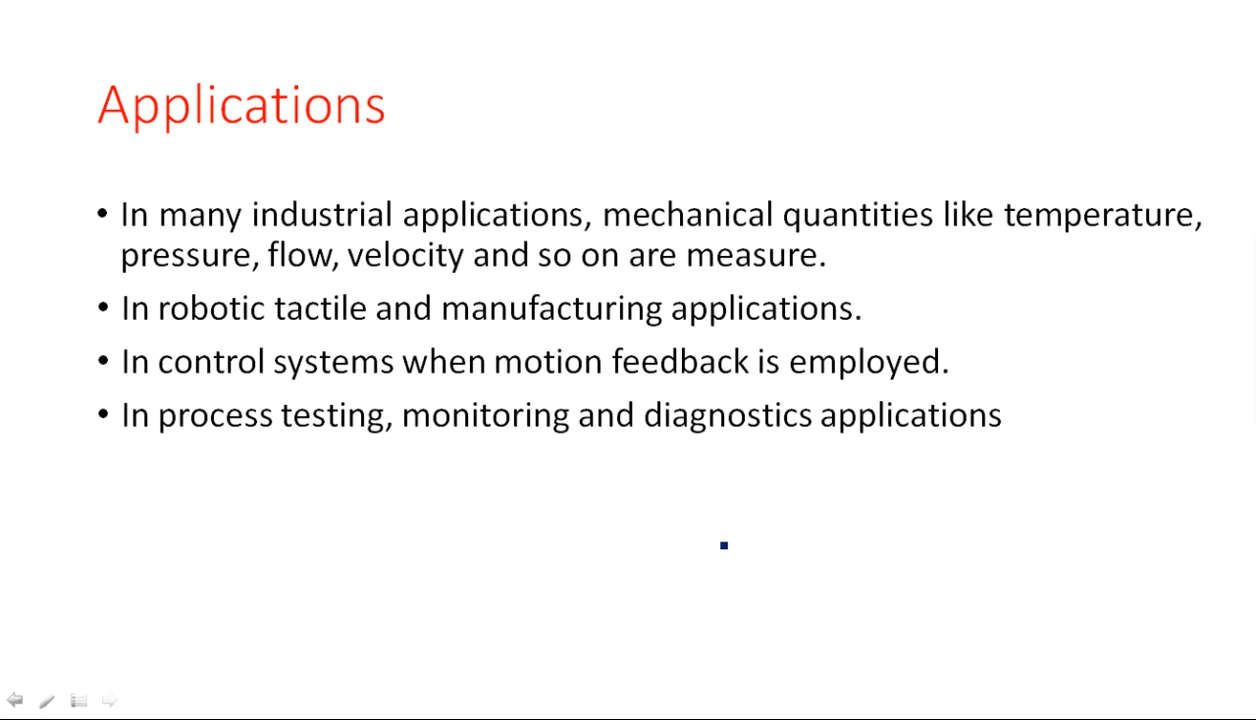 Applications
• In many industrial applications, mechanical quantities like temperature,
pressure, flow, velocity and so on are measure.
• In robotic tactile and manufacturing applications.
• In control systems when motion feedback is employed.
• In process testing, monitoring and diagnostics applications